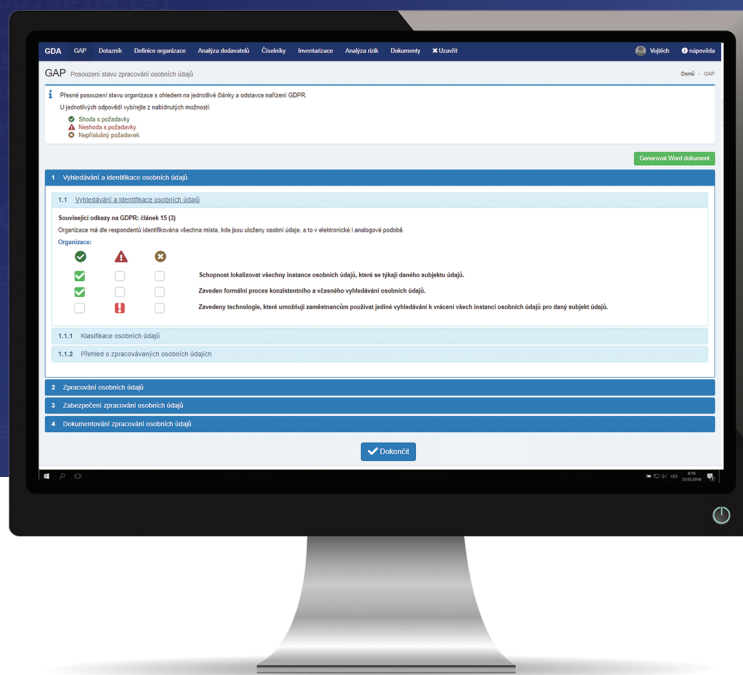 GDA GAP Dotazník Definice organizace Analýza dodavatelů Číselníky Inventarizace Analýza rizik Dokumenty ✖ Uzavřít Vojtěch nápověda
GAP Posouzení stavu zpracování osobních údajů Domů GAP
Přesné posouzení stavu organizace s ohledem na jednotlivé články a odstavce nařízení GDPR.
U jednotlivých odpovědí vybírejte z nabídnutých možností:
Shoda s požadavky
Neshoda s požadavky
Nepříslušný požadavek
Generovat Word dokument
1 Vyhledávání a identifikace osobních údajů
1.1 Vyhledávání a identifikace osobních údajů
Související odkazy na GDPR: článek 15 (3)
Organizace má dle respondentů identifikována všechna místa, kde jsou uloženy osobní údaje, a to v elektronické i analogové podobě.
Organizace:
Schopnost lokalizovat všechny instance osobních údajů, které se týkají daného subjektu údajů.
Zaveden formální proces konzistentního a včasného vyhledávání osobních údajů.
Zavedeny technologie, které umožňují zaměstnancům používat jediné vyhledávání k vrácení všech instancí osobních údajů pro daný subjekt údajů.
1.1.1 Klasifikace osobních údajů
1.1.2 Přehled o zpracovávaných osobních údajích
2 Zpracování osobních údajů
3 Zabezpečení zpracování osobních údajů
4 Dokumentování zpracování osobních údajů
Dokončit